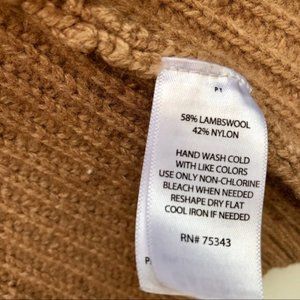 P1
58% LAMBSWOOL
42% NYLON
HAND WASH COLD
WITH LIKE COLORS
USE ONLY NON-CHLORINE
BLEACH WHEN NEEDED
RESHAPE DRY FLAT
COOL IRON IF NEEDED
RN# 75343